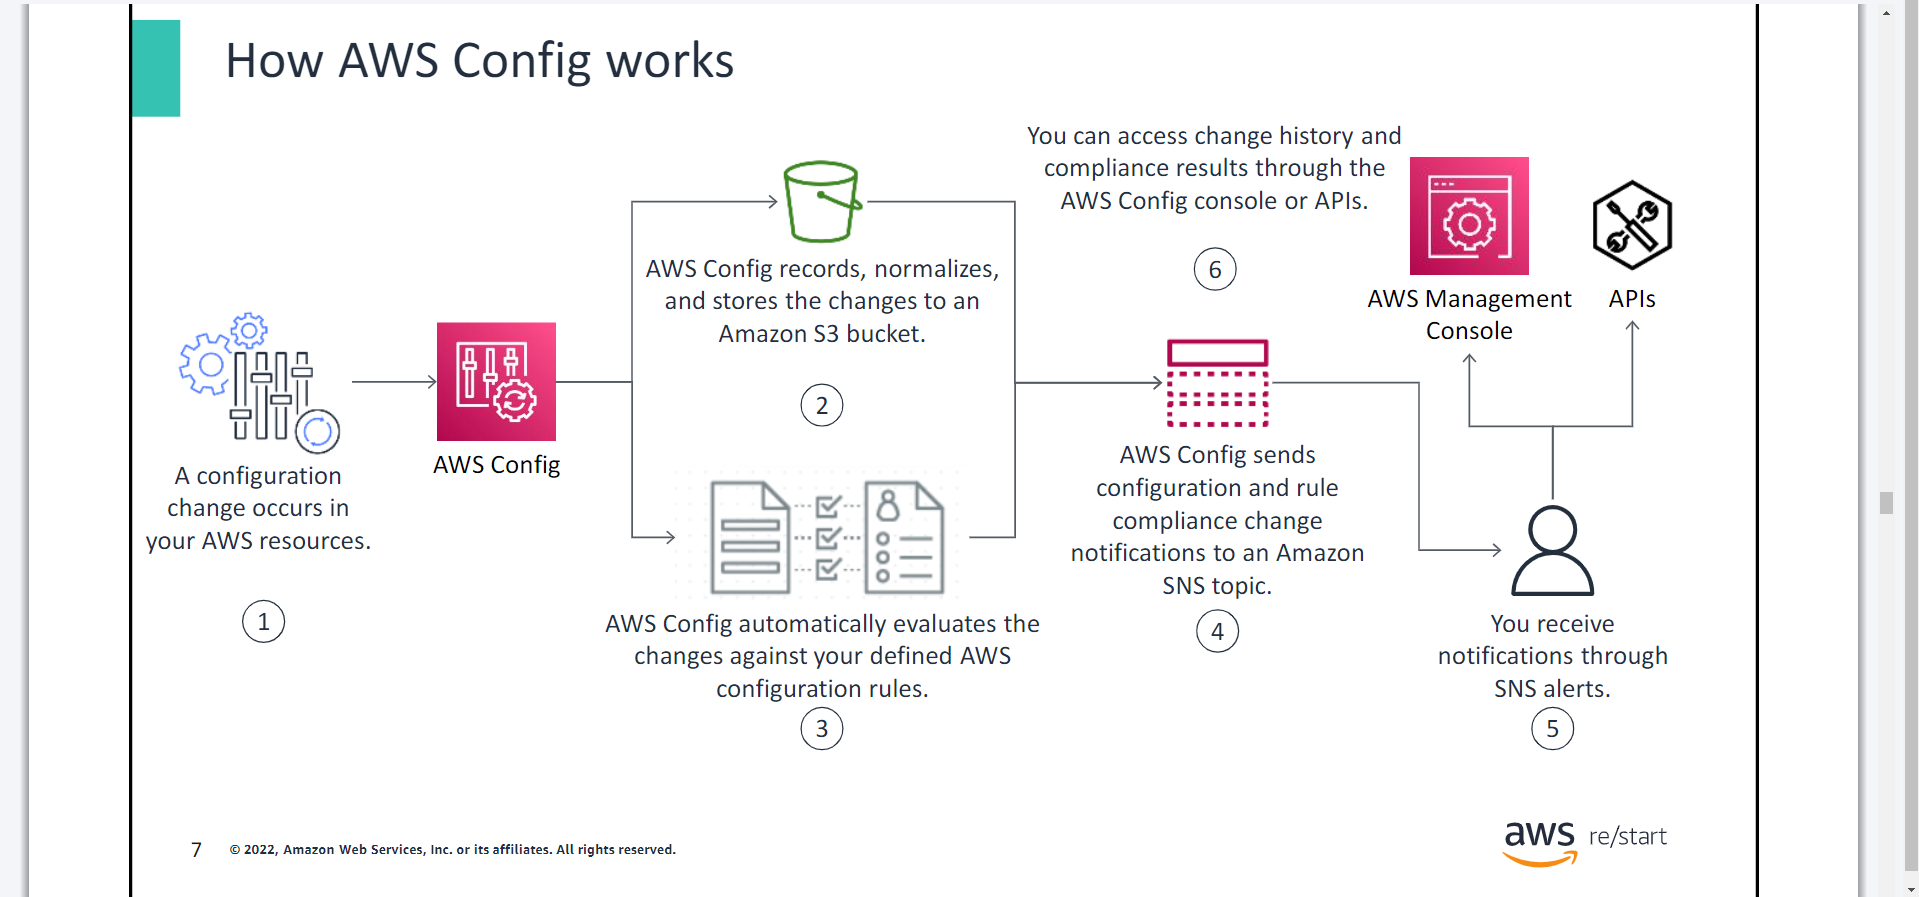 How AWS Config works
A configuration
change occurs in
your AWS resources.
1
AWS Config
AWS Config records, normalizes,
and stores the changes to an
Amazon S3 bucket.
2
AWS Config automatically evaluates the
changes against your defined AWS
configuration rules.
3
AWS Config sends
configuration and rule
compliance change
notifications to an Amazon
SNS topic.
4
You receive
notifications through
SNS alerts.
5
You can access change history and
compliance results through the
AWS Config console or APIs.
6
AWS Management
Console
APIs
7
© 2022, Amazon Web Services, Inc. or its affiliates. All rights reserved.
aws re/start